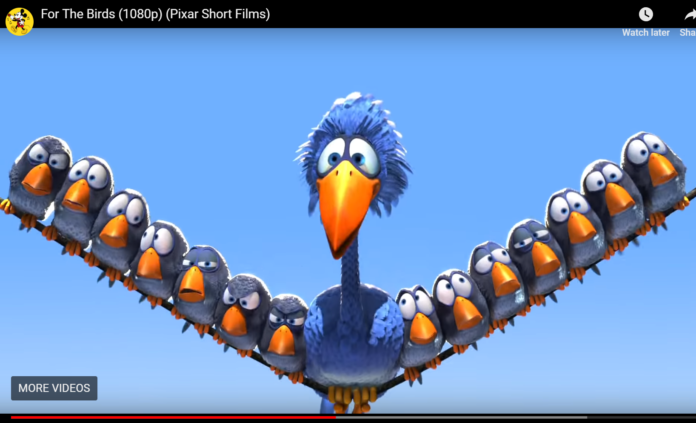 For The Birds (1080p) (Pixar Short Films)
Watch later
Sha
MORE VIDEOS